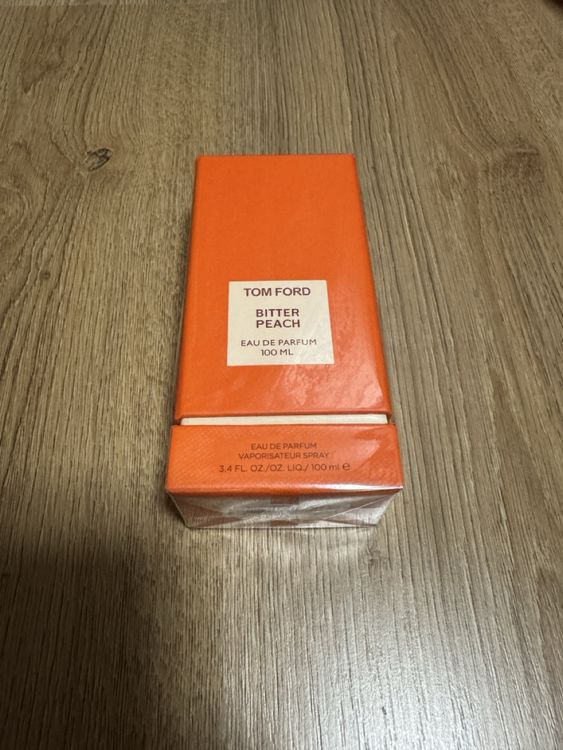 TOM FORD
BITTER
PEACH
EAU DE PARFUM
100 ML
EAU DE PARFUM
VAPORISATEUR SPRAY
3.4 FL. OZ./OZ. LIQ./ 100 ml ℮